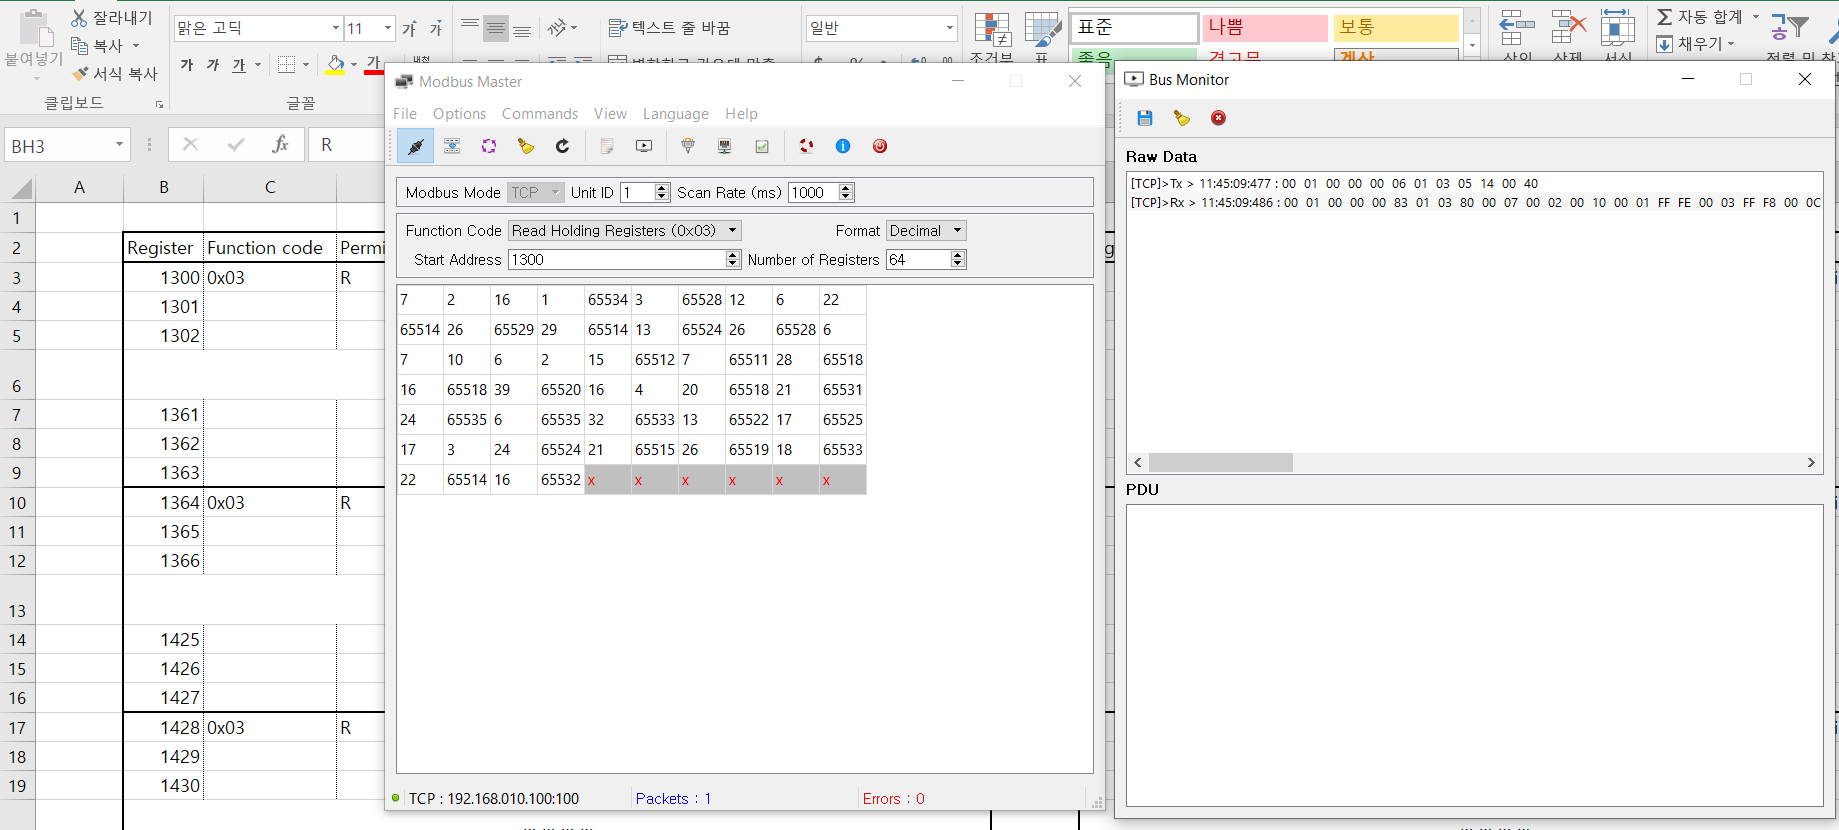 잘라내기
복사
서식 복사
붙여넣기
클립보드
맑은 고딕 11
가 가 가
글꼴
텍스트 줄 바꿈
일반
표준 나쁨 보통
좋음 경고문 계산
조건부 표
삽입 삭제 서식
자동 합계
채우기
정렬 및
BH3 fx R
A B C
1
2 Register Function code Permi
3 1300 0x03 R
4 1301
5 1302
6
7 1361
8 1362
9 1363
10 1364 0x03 R
11 1365
12 1366
13
14 1425
15 1426
16 1427
17 1428 0x03 R
18 1429
19 1430
Modbus Master
File Options Commands View Language Help
Modbus Mode TCP Unit ID 1 Scan Rate (ms) 1000
Function Code Read Holding Registers (0x03) Format Decimal
Start Address 1300 Number of Registers 64
7 2 16 1 65534 3 65528 12 6 22
65514 26 65529 29 65514 13 65524 26 65528 6
7 10 6 2 15 65512 7 65511 28 65518
16 65518 39 65520 16 4 20 65518 21 65531
24 65535 6 65535 32 65533 13 65522 17 65525
17 3 24 65524 21 65515 26 65519 18 65533
22 65514 16 65532 x x x x x x
TCP : 192.168.010.100:100 Packets : 1 Errors : 0
Bus Monitor
Raw Data
[TCP]>Tx > 11:45:09:477 : 00 01 00 00 00 06 01 03 05 14 00 40
[TCP]>Rx > 11:45:09:486 : 00 01 00 00 00 83 01 03 80 00 07 00 02 00 10 00 01 FF FE 00 03 FF F8 00 0C
PDU